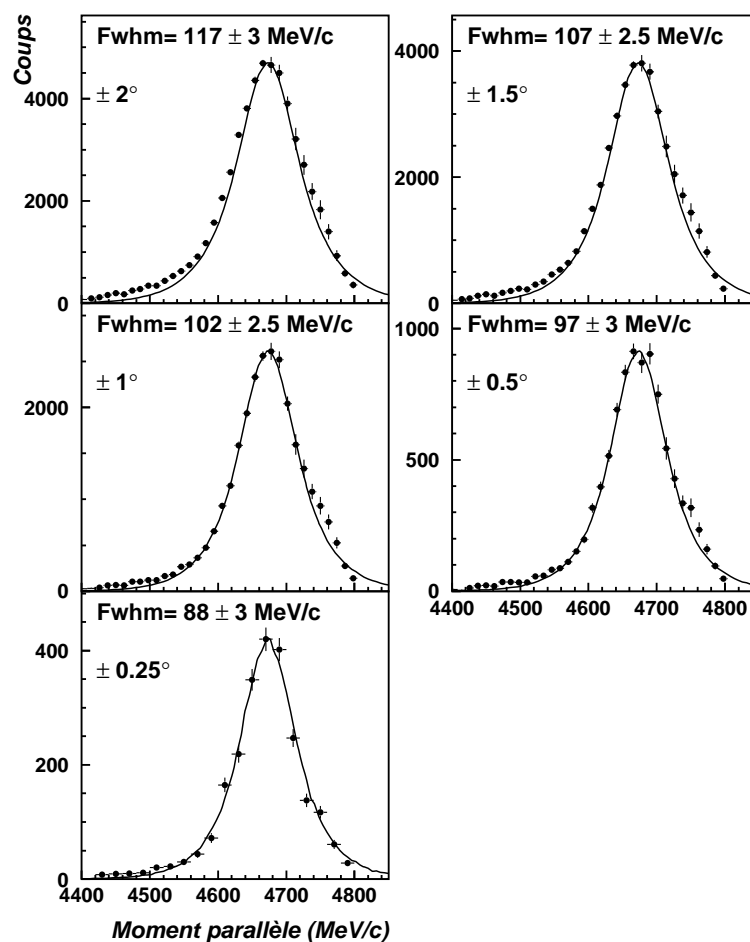 Coups
Fwhm= 117 ± 3 MeV/c
± 2°
4000
2000
0
Fwhm= 107 ± 2.5 MeV/c
± 1.5°
4000
2000
0
Fwhm= 102 ± 2.5 MeV/c
± 1°
2000
0
Fwhm= 97 ± 3 MeV/c
± 0.5°
1000
500
0
4400 4500 4600 4700 4800
Fwhm= 88 ± 3 MeV/c
± 0.25°
400
200
0
4400 4500 4600 4700 4800
Moment parallèle (MeV/c)